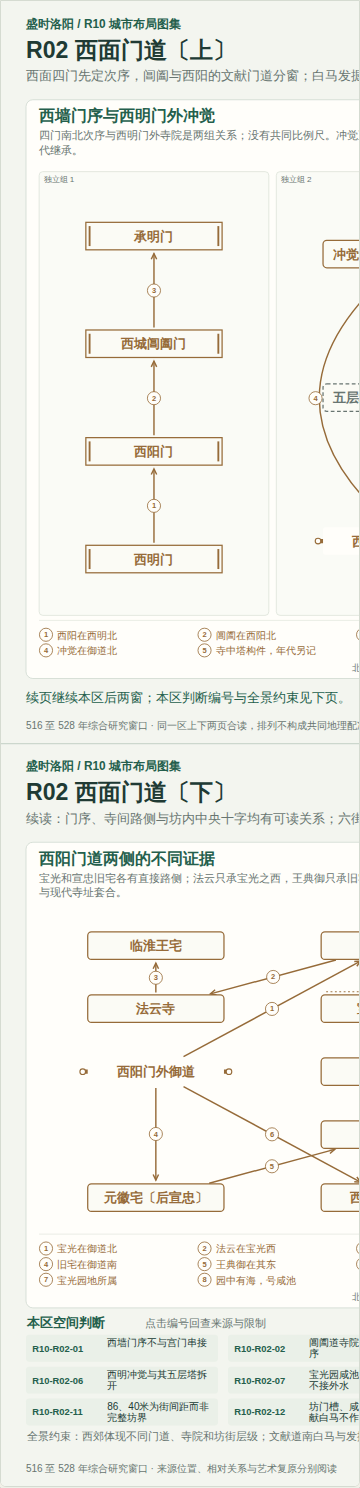 盛时洛阳 / R10 城市布局图集
R02 西面门道〔上〕
西面四门先定次序，阊阖与西阳的文献门道分窗；白马发掘
西墙门序与西明门外冲觉
四门南北次序与西明门外寺院是两组关系；没有共同比例尺。冲觉
代继承。
独立组 1
独立组 2
承明门
冲觉
3
西城阊阖门
2
五层
4
西阳门
1
西明门
1 西阳在西明北
2 阊阖在西阳北
4 冲觉在御道北
5 寺中塔构件，年代另记
北
续页继续本区后两窗；本区判断编号与全景约束见下页。
516 至 528 年综合研究窗口 · 同一区上下两页合读，排列不构成共同地理配
盛时洛阳 / R10 城市布局图集
R02 西面门道〔下〕
续读：门序、寺间路侧与坊内中央十字均有可读关系；六街
西阳门道两侧的不同证据
宝光和宣忠旧宅各有直接路侧；法云只承宝光之西，王典御只承旧
与现代寺址套合。
临淮王宅
3
2
法云寺
1
西阳门外御道
4
6
5
元徽宅〔后宣忠〕
西
1 宝光在御道北
2 法云在宝光西
4 旧宅在御道南
5 王典御在其东
7 宝光园地所属
8 园中有海，号咸池
北
本区空间判断
点击编号回查来源与限制
R10-R02-01
西墙门序不与宫门串接
R10-R02-02
阊阖道寺院
序
R10-R02-06
西明冲觉与其五层塔拆
开
R10-R02-07
宝光园咸池
不接外水
R10-R02-11
86、40米为街间距而非
完整坊界
R10-R02-12
坊门槽、咸
献白马不作
全景约束：西郊体现不同门道、寺院和坊街层级；文献道南白马与发
516 至 528 年综合研究窗口 · 来源位置、相对关系与艺术复原分别阅读